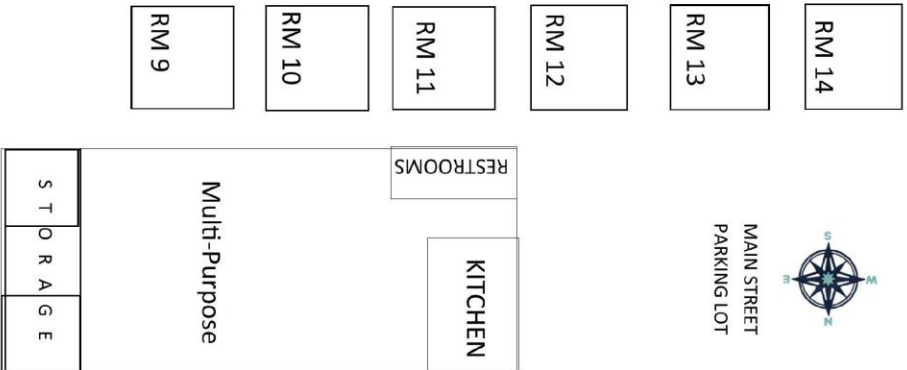 RM 9
RM 10
RM 11
RM 12
RM 13
RM 14
RESTROOMS
STORAGE
Multi-Purpose
KITCHEN
MAIN STREET
PARKING LOT
S
E
W
N